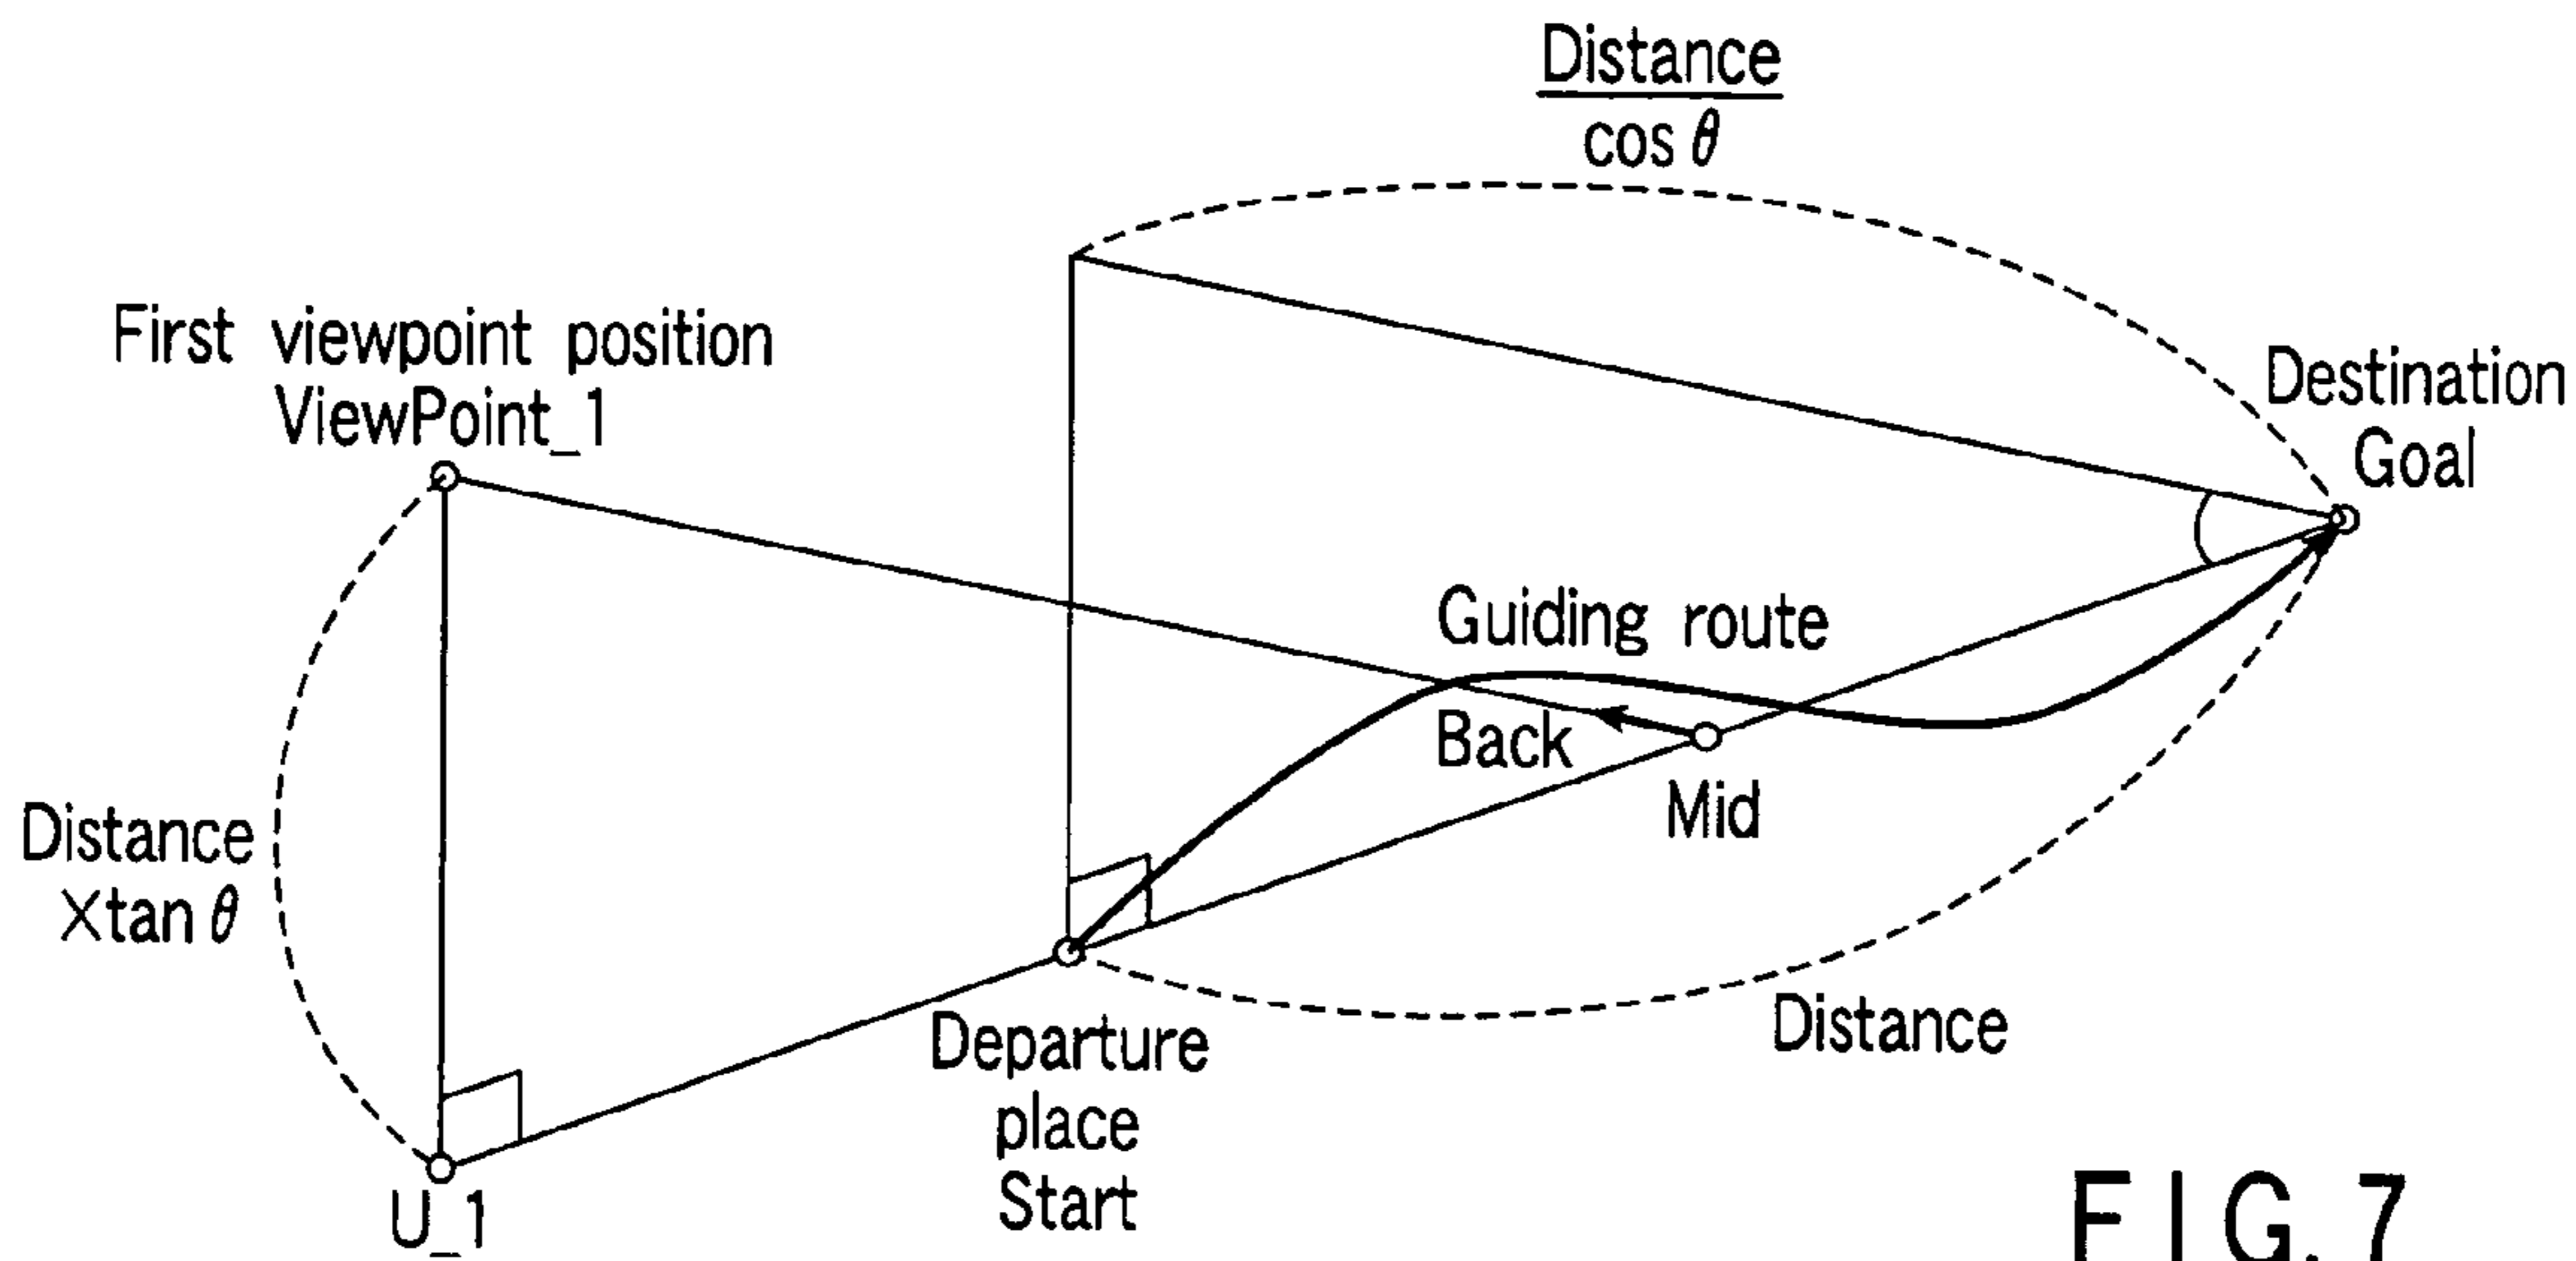 Distance
cos θ
First viewpoint position
ViewPoint_1
Destination
Goal
Guiding route
Back
Mid
Distance
×tan θ
Distance
Departure
place
Start
U_1
FIG. 7